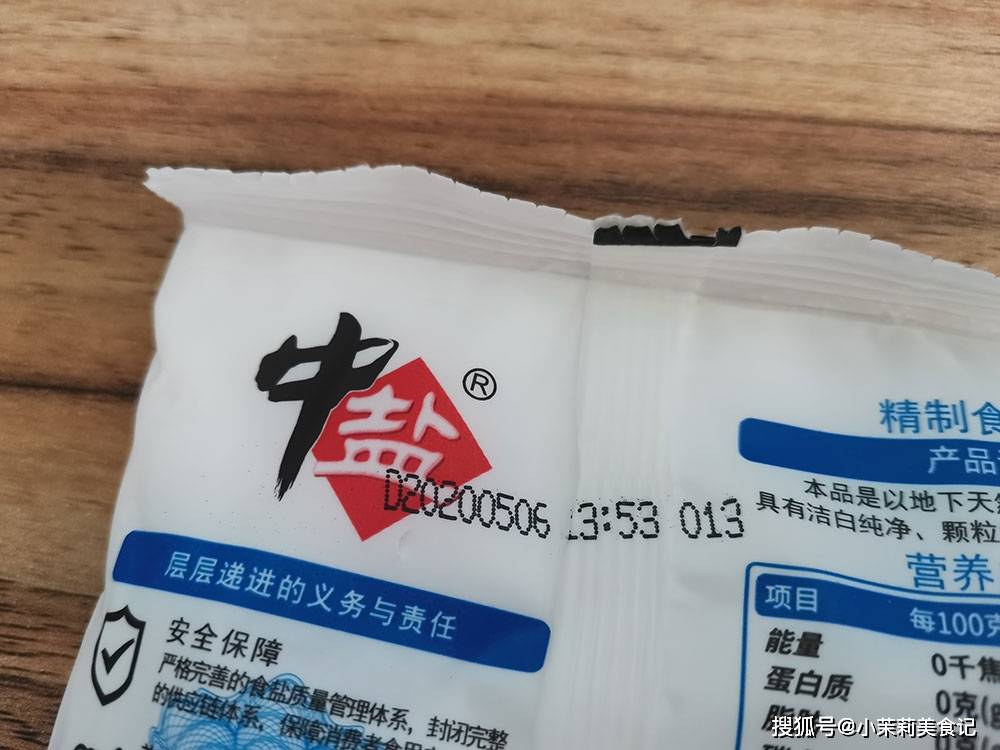 中盐®
D20200506 13:53 013
层层递进的义务与责任
安全保障
严格完善的食盐质量管理体系，封闭完整
的供应链体系，保障消费者食用
精制食
产品
本品是以地下天然
具有洁白纯净、颗粒
营养
项目 每100克
能量 0千焦
蛋白质 0克(g
脂肪
搜狐号@小茉莉美食记